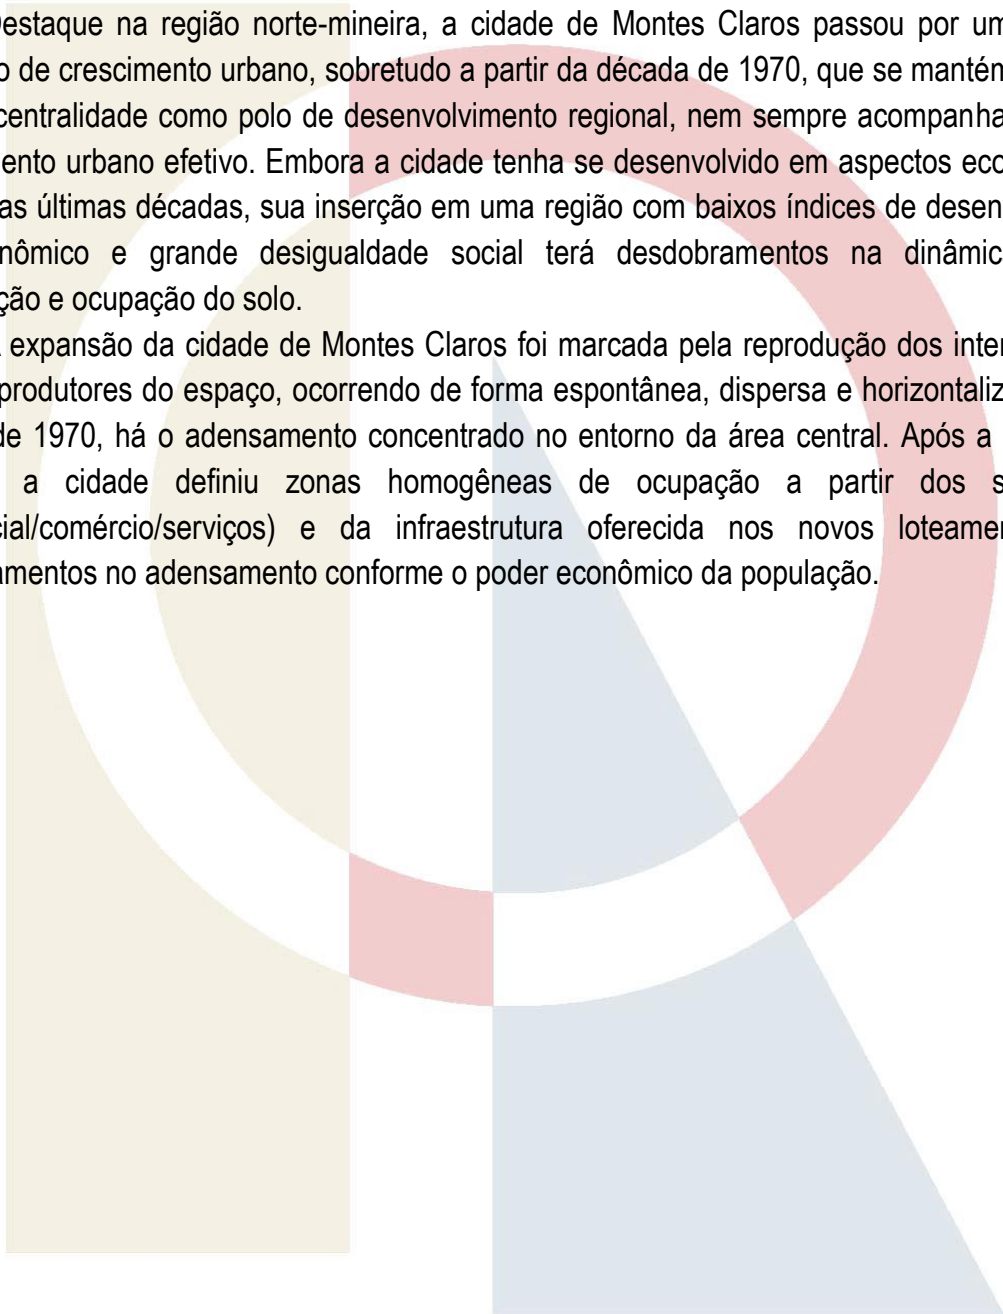 Destaque na região norte-mineira, a cidade de Montes Claros passou por um
o de crescimento urbano, sobretudo a partir da década de 1970, que se mantém
centralidade como polo de desenvolvimento regional, nem sempre acompanha
ento urbano efetivo. Embora a cidade tenha se desenvolvido em aspectos eco
as últimas décadas, sua inserção em uma região com baixos índices de desen
nômico e grande desigualdade social terá desdobramentos na dinâmic
ção e ocupação do solo.
expansão da cidade de Montes Claros foi marcada pela reprodução dos inter
produtores do espaço, ocorrendo de forma espontânea, dispersa e horizontaliz
de 1970, há o adensamento concentrado no entorno da área central. Após a
a cidade definiu zonas homogêneas de ocupação a partir dos s
cial/comércio/serviços) e da infraestrutura oferecida nos novos loteamen
amentos no adensamento conforme o poder econômico da população.